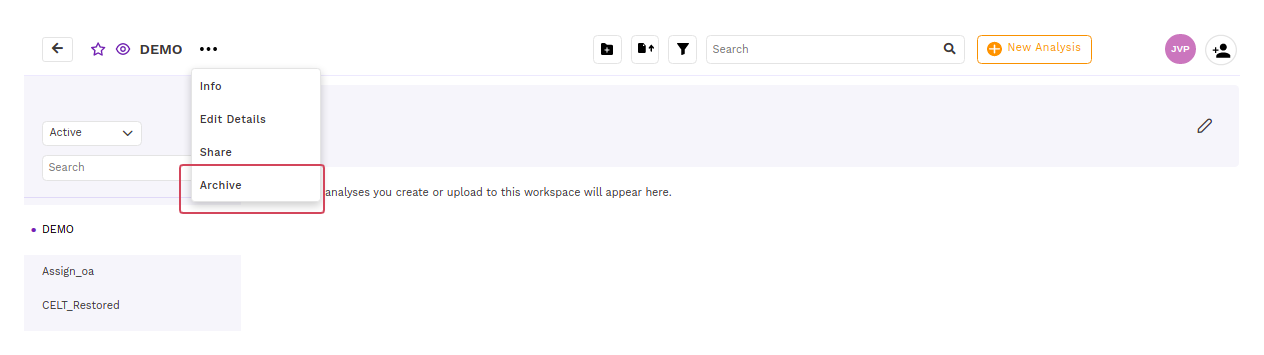 DEMO
Search
New Analysis
JVP
Info
Edit Details
Share
Archive
Active
Search
analyses you create or upload to this workspace will appear here.
DEMO
Assign_oa
CELT_Restored